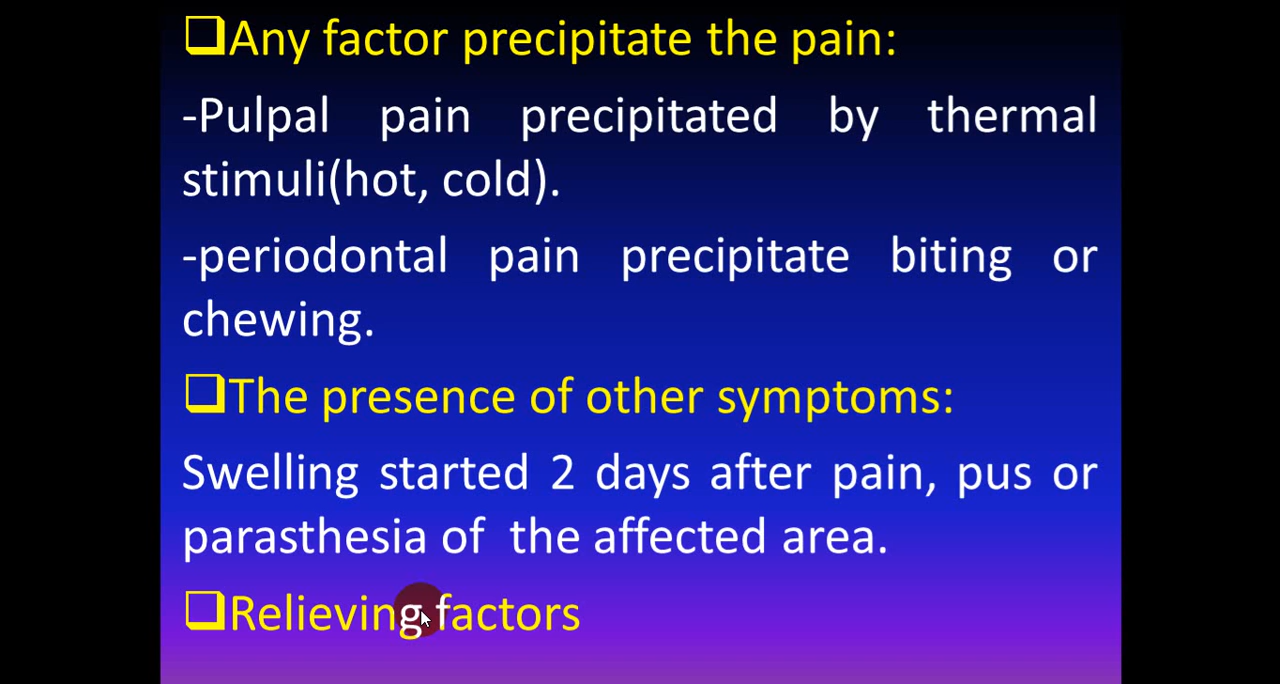 ❑Any factor precipitate the pain:
-Pulpal pain precipitated by thermal
stimuli(hot, cold).
-periodontal pain precipitate biting or
chewing.
❑The presence of other symptoms:
Swelling started 2 days after pain, pus or
parasthesia of the affected area.
❑Relieving factors